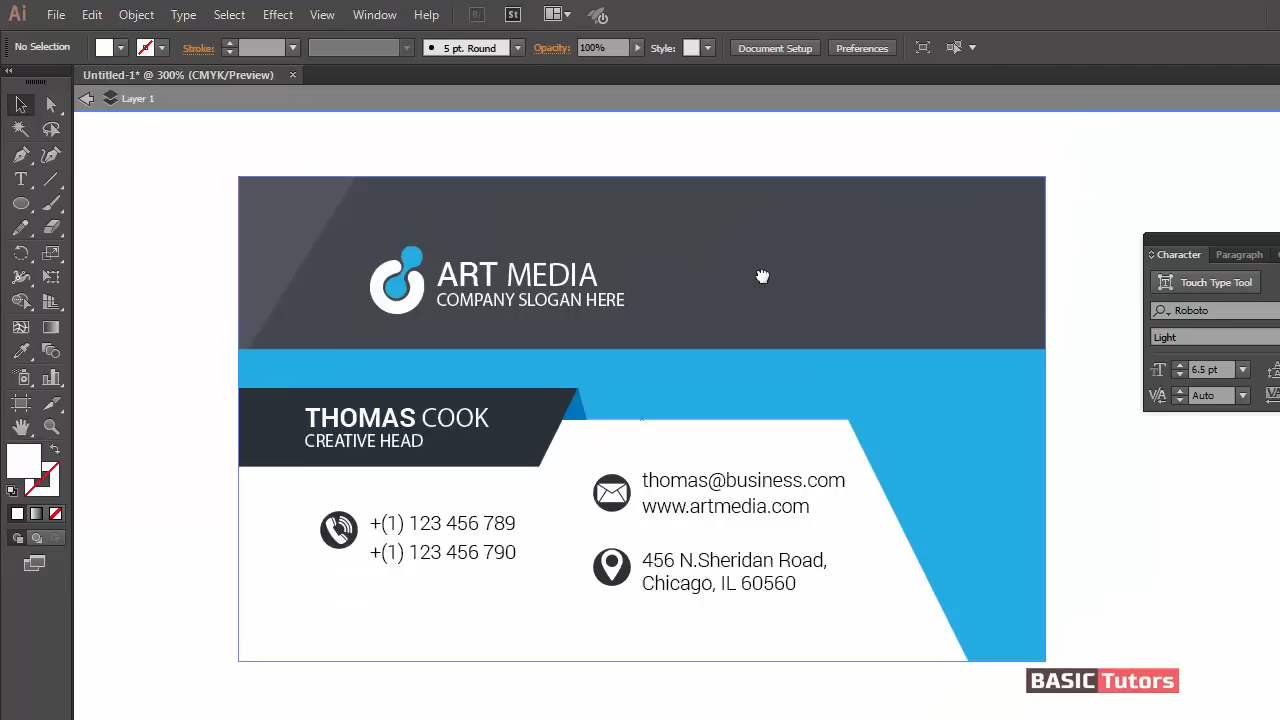 Ai File Edit Object Type Select Effect View Window Help Br St
No Selection Stroke: 5 pt. Round Opacity: 100% Style: Document Setup Preferences
Untitled-1* @ 300% (CMYK/Preview) ×
Layer 1
ART MEDIA
COMPANY SLOGAN HERE
THOMAS COOK
CREATIVE HEAD
+(1) 123 456 789
+(1) 123 456 790
thomas@business.com
www.artmedia.com
456 N.Sheridan Road,
Chicago, IL 60560
Character Paragraph
Touch Type Tool
Roboto
Light
6.5 pt
Auto
BASIC Tutors